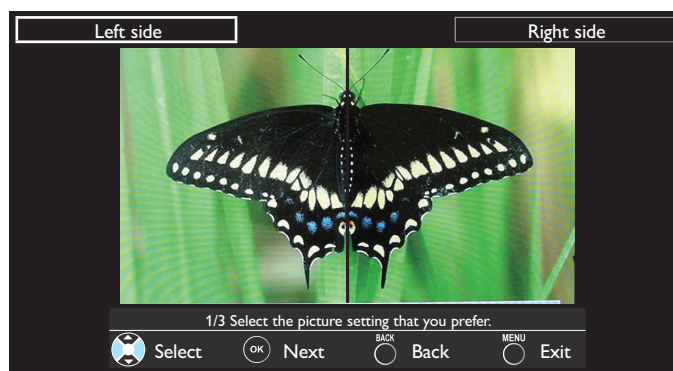 Left side
Right side
1/3 Select the picture setting that you prefer.
Select
OK
Next
BACK
Back
MENU
Exit